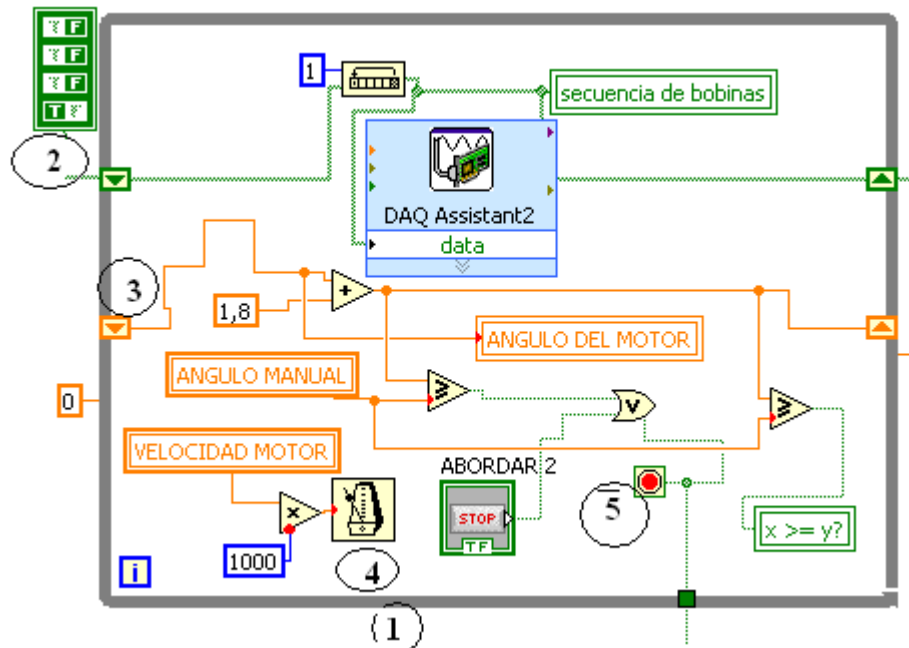 F
F
F
T
2
1
secuencia de bobinas
DAQ Assistant2
data
3
1,8
+
ANGULO DEL MOTOR
ANGULO MANUAL
≥
V
≥
0
VELOCIDAD MOTOR
ABORDAR 2
STOP
TF
5
x >= y?
x
1000
4
i
1